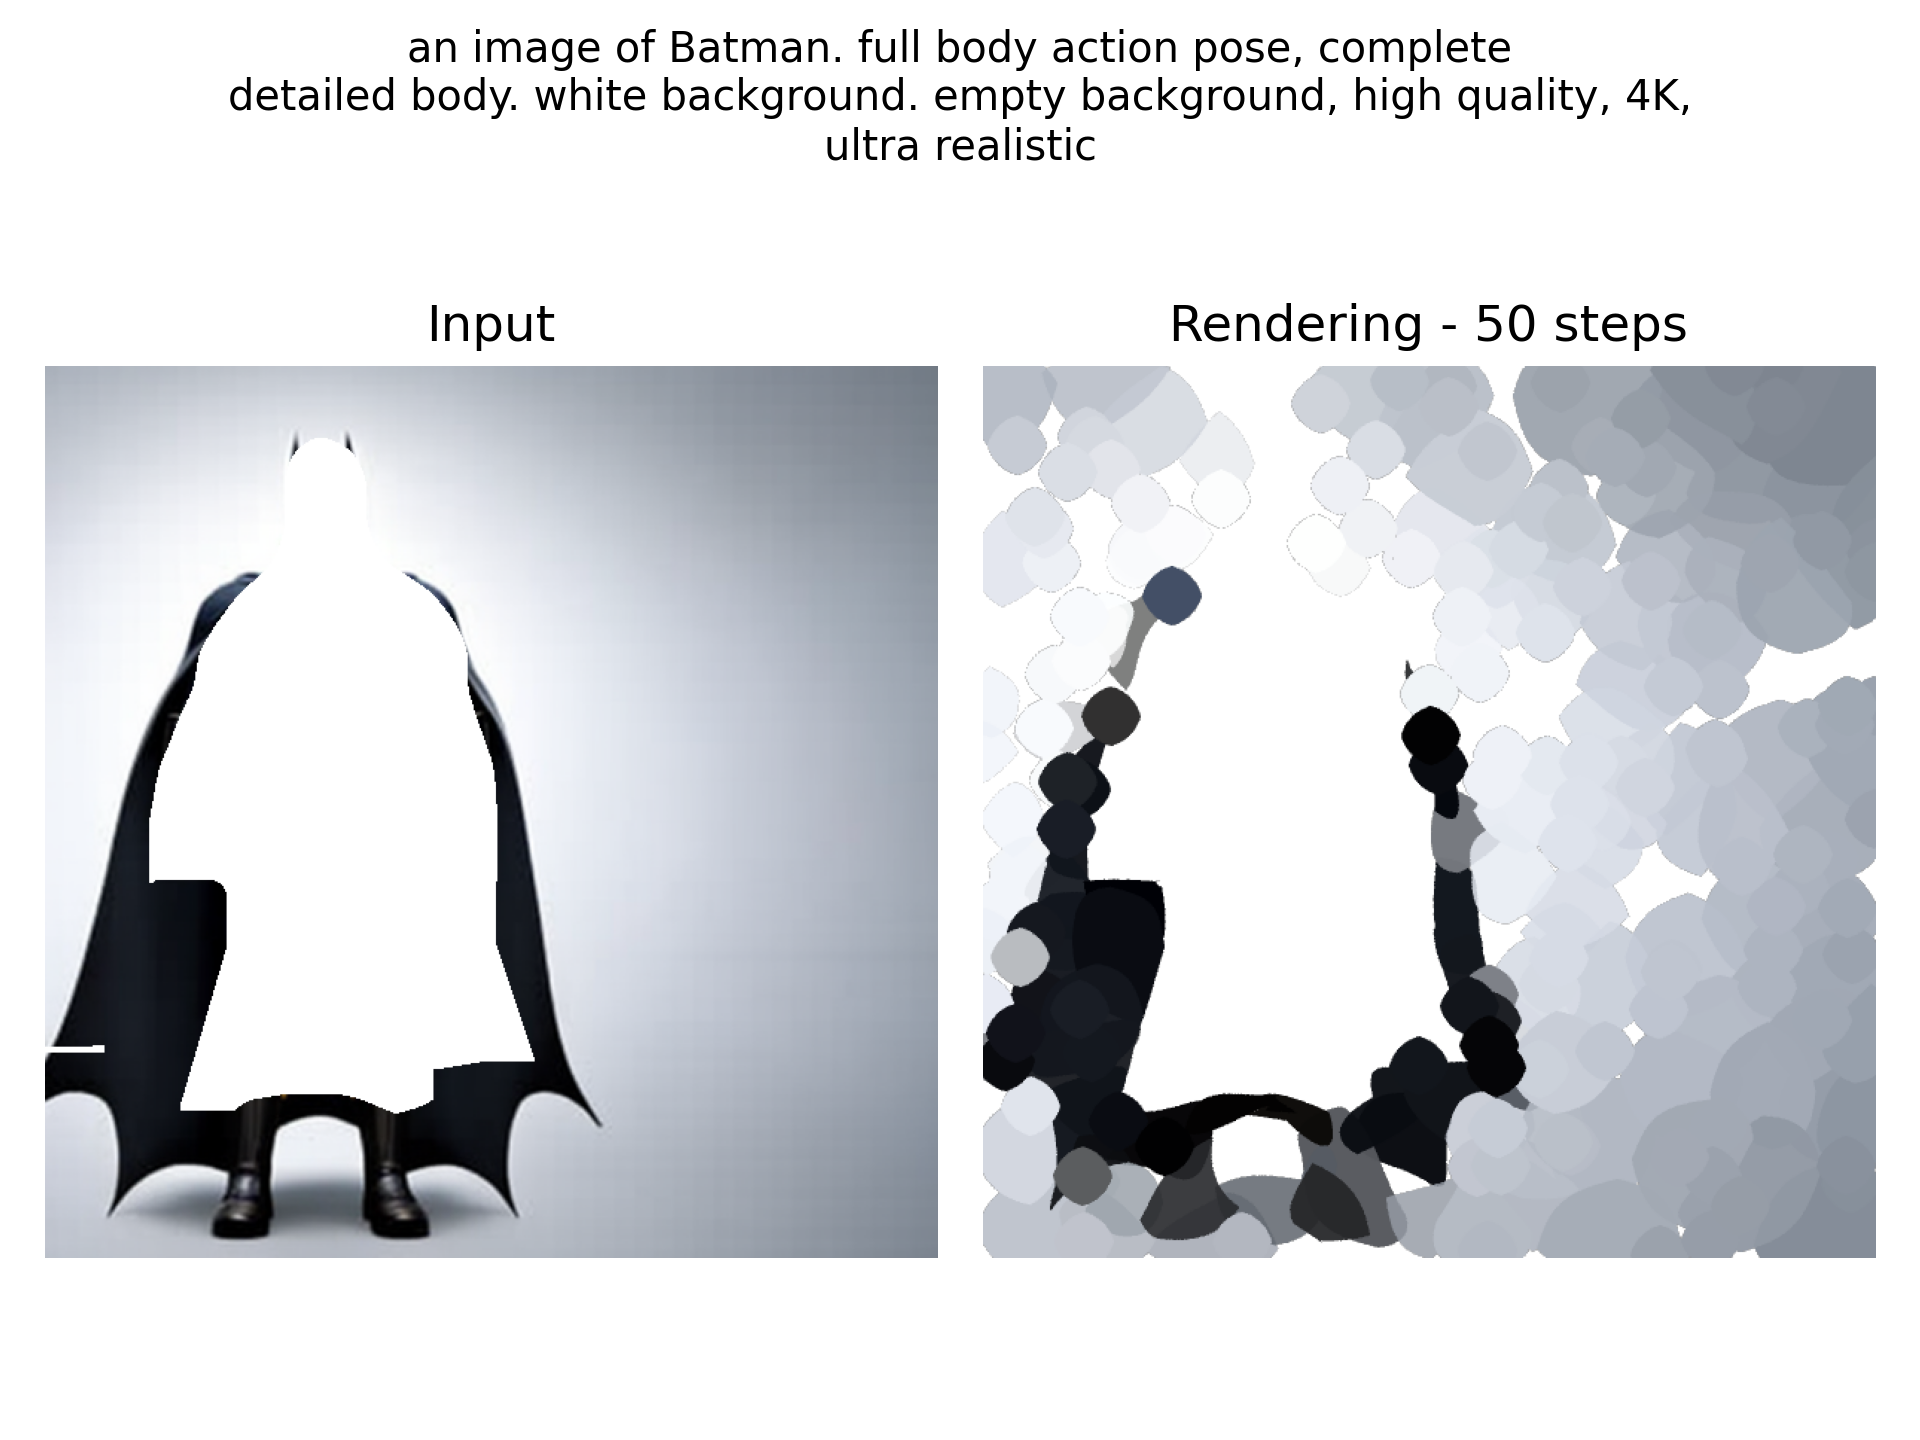 an image of Batman. full body action pose, complete
detailed body. white background. empty background, high quality, 4K,
ultra realistic
Input
Rendering - 50 steps